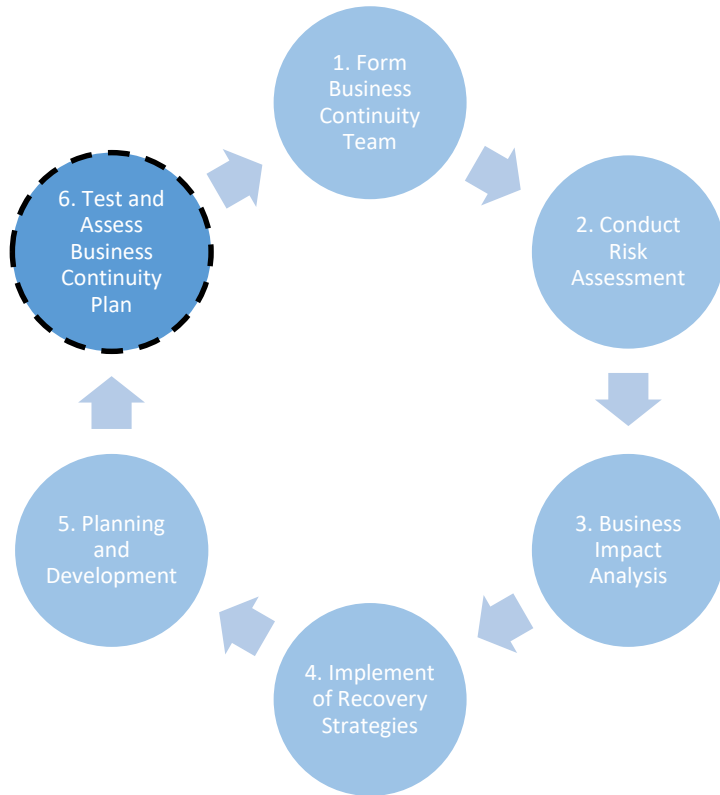 1. Form
Business
Continuity
Team
2. Conduct
Risk
Assessment
3. Business
Impact
Analysis
4. Implement
of Recovery
Strategies
5. Planning
and
Development
6. Test and
Assess
Business
Continuity
Plan